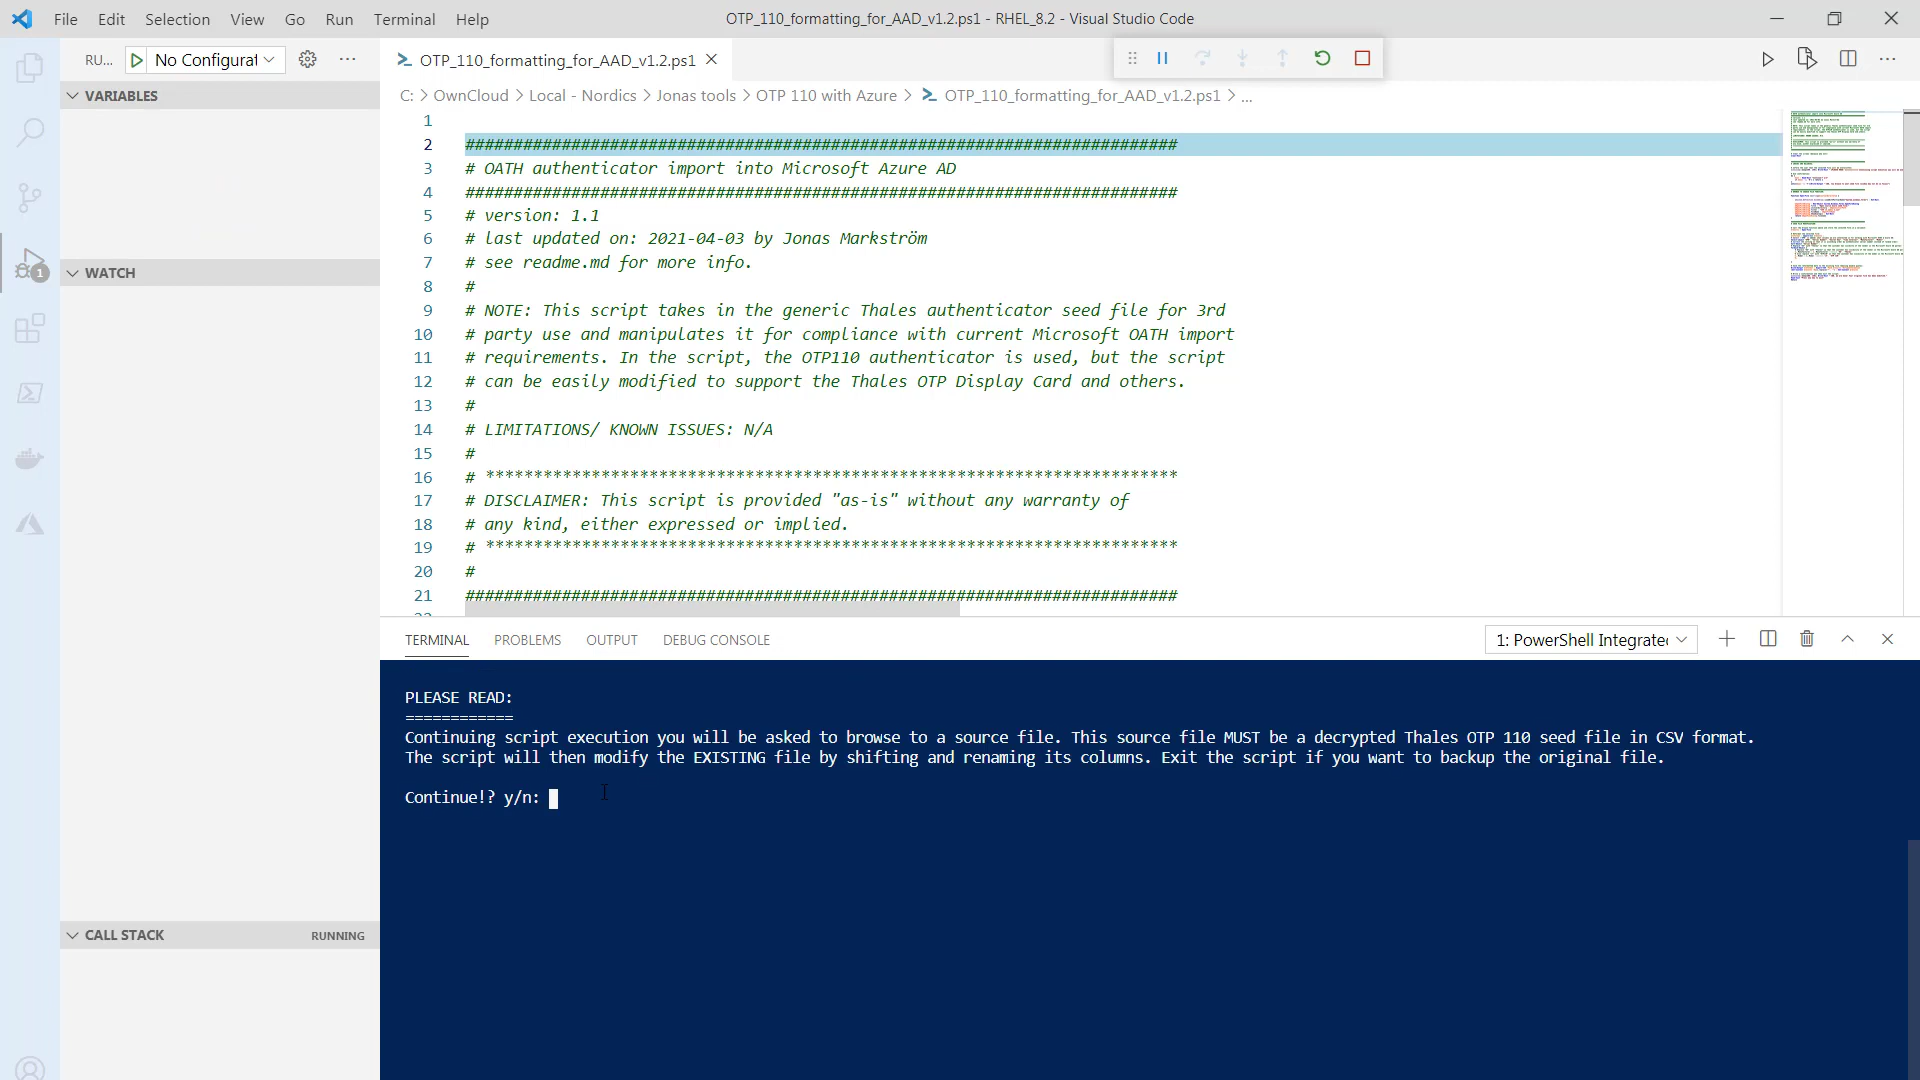 File Edit Selection View Go Run Terminal Help
OTP_110_formatting_for_AAD_v1.2.ps1 - RHEL_8.2 - Visual Studio Code
RU... No Configurat
OTP_110_formatting_for_AAD_v1.2.ps1
C: > OwnCloud > Local - Nordics > Jonas tools > OTP 110 with Azure > OTP_110_formatting_for_AAD_v1.2.ps1 > ...
VARIABLES
WATCH
1
CALL STACK RUNNING
1
2 ##########################################################################
3 # OATH authenticator import into Microsoft Azure AD
4 ##########################################################################
5 # version: 1.1
6 # last updated on: 2021-04-03 by Jonas Markström
7 # see readme.md for more info.
8 #
9 # NOTE: This script takes in the generic Thales authenticator seed file for 3rd
10 # party use and manipulates it for compliance with current Microsoft OATH import
11 # requirements. In the script, the OTP110 authenticator is used, but the script
12 # can be easily modified to support the Thales OTP Display Card and others.
13 #
14 # LIMITATIONS/ KNOWN ISSUES: N/A
15 #
16 # ************************************************************************
17 # DISCLAIMER: This script is provided "as-is" without any warranty of
18 # any kind, either expressed or implied.
19 # ************************************************************************
20 #
21 ##########################################################################
TERMINAL PROBLEMS OUTPUT DEBUG CONSOLE
1: PowerShell Integrated
PLEASE READ:
============
Continuing script execution you will be asked to browse to a source file. This source file MUST be a decrypted Thales OTP 110 seed file in CSV format.
The script will then modify the EXISTING file by shifting and renaming its columns. Exit the script if you want to backup the original file.
Continue!? y/n: